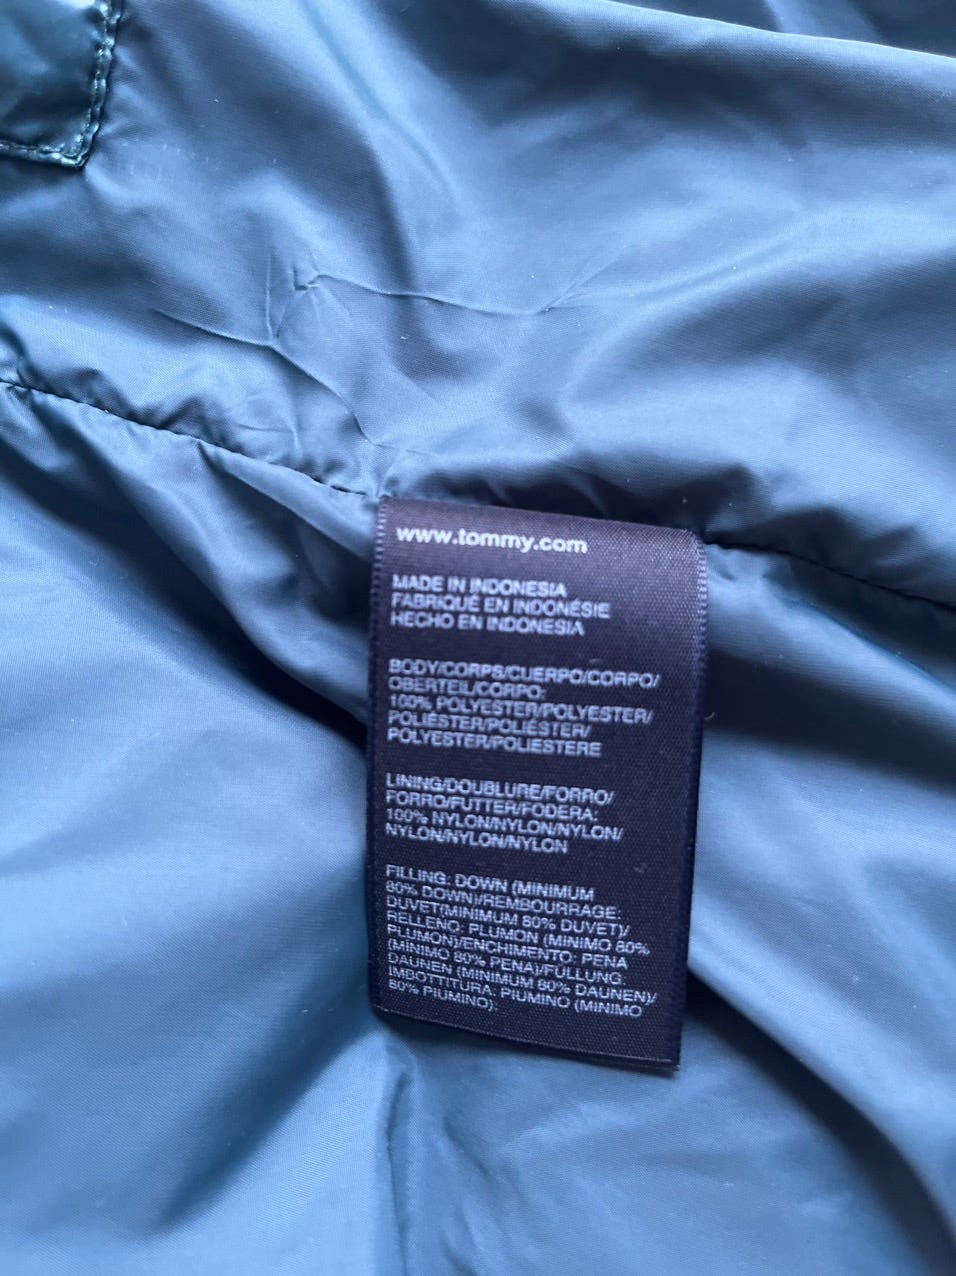 www.tommy.com
MADE IN INDONESIA
FABRIQUÉ EN INDONÉSIE
HECHO EN INDONESIA
BODY/CORPS/CUERPO/CORPO/
OBERTEIL/CORPO:
100% POLYESTER/POLYESTER/
POLIÉSTER/POLIÉSTER/
POLYESTER/POLIESTERE
LINING/DOUBLURE/FORRO/
FORRO/FUTTER/FODERA:
100% NYLON/NYLON/NYLON/
NYLON/NYLON/NYLON
FILLING: DOWN (MINIMUM
80% DOWN)/REMBOURRAGE:
DUVET(MINIMUM 80% DUVET)/
RELLENO: PLUMON (MINIMO 80%
PLUMON)/ENCHIMENTO: PENA
(MÍNIMO 80% PENA)/FÜLLUNG:
DAUNEN (MINIMUM 80% DAUNEN)/
IMBOTTITURA: PIUMINO (MINIMO
80% PIUMINO).